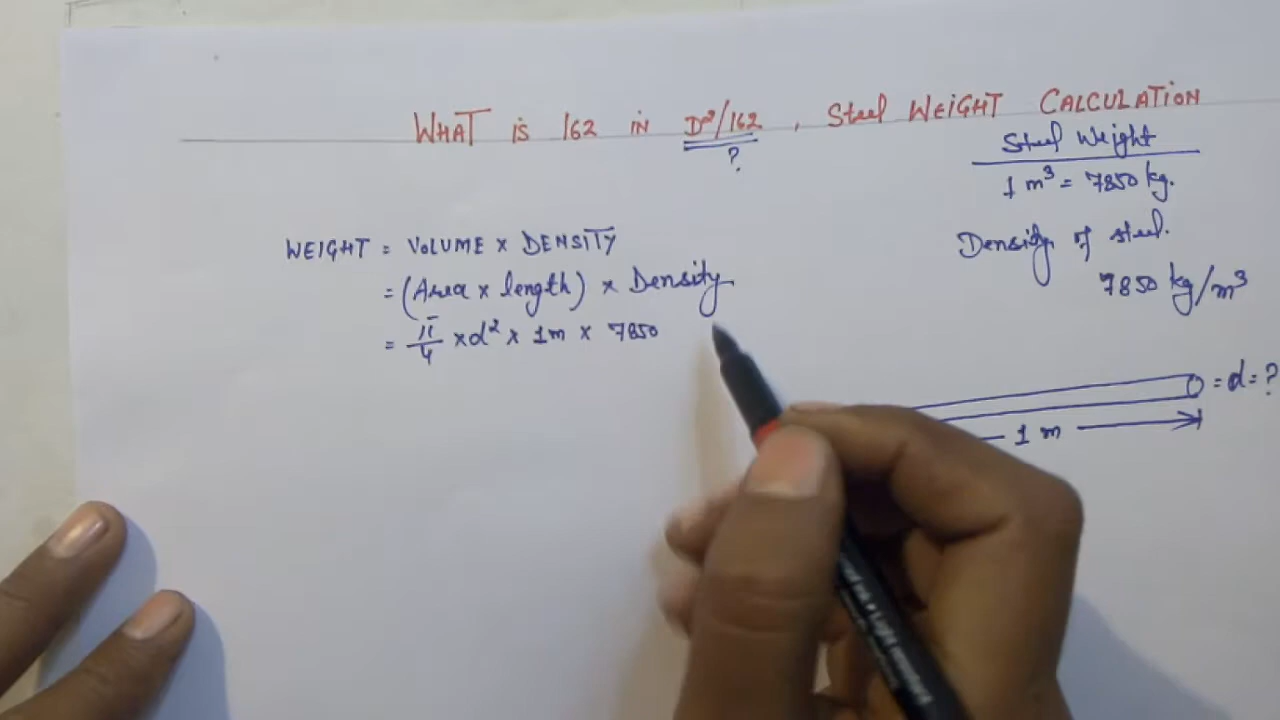 WHAT is 162 in D²/162 , Steel WEIGHT CALCULATION
?
Steel Weight
1 m³ = 7850 kg.
Density of steel.
7850 kg/m³
WEIGHT = VOLUME × DENSITY
= (Area × length) × Density
= π/4 × d² × 1m × 7850
= d = ?
1 m